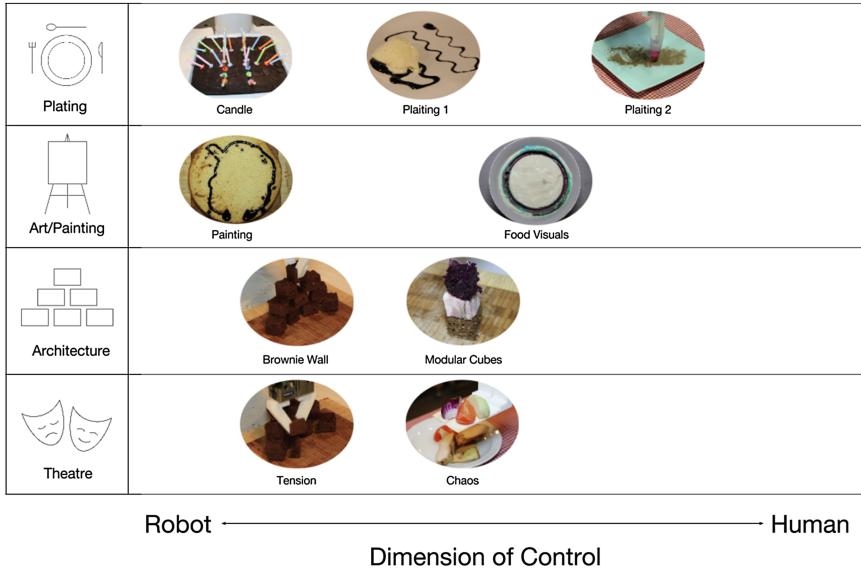 Plating
Candle
Plaiting 1
Plaiting 2
Art/Painting
Painting
Food Visuals
Architecture
Brownie Wall
Modular Cubes
Theatre
Tension
Chaos
Robot
Human
Dimension of Control